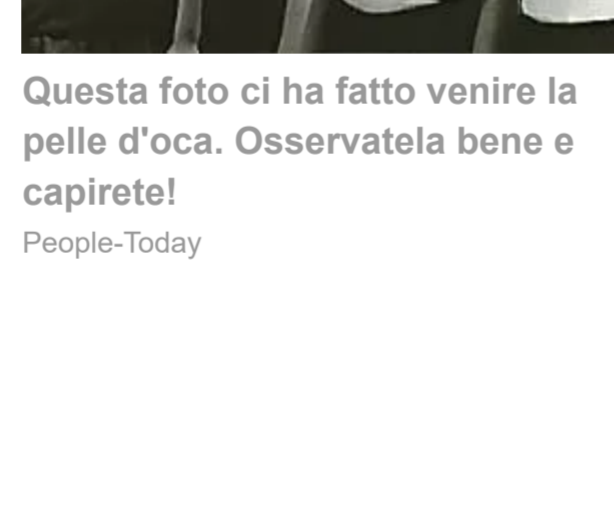 Questa foto ci ha fatto venire la
pelle d'oca. Osservatela bene e
capirete!
People-Today